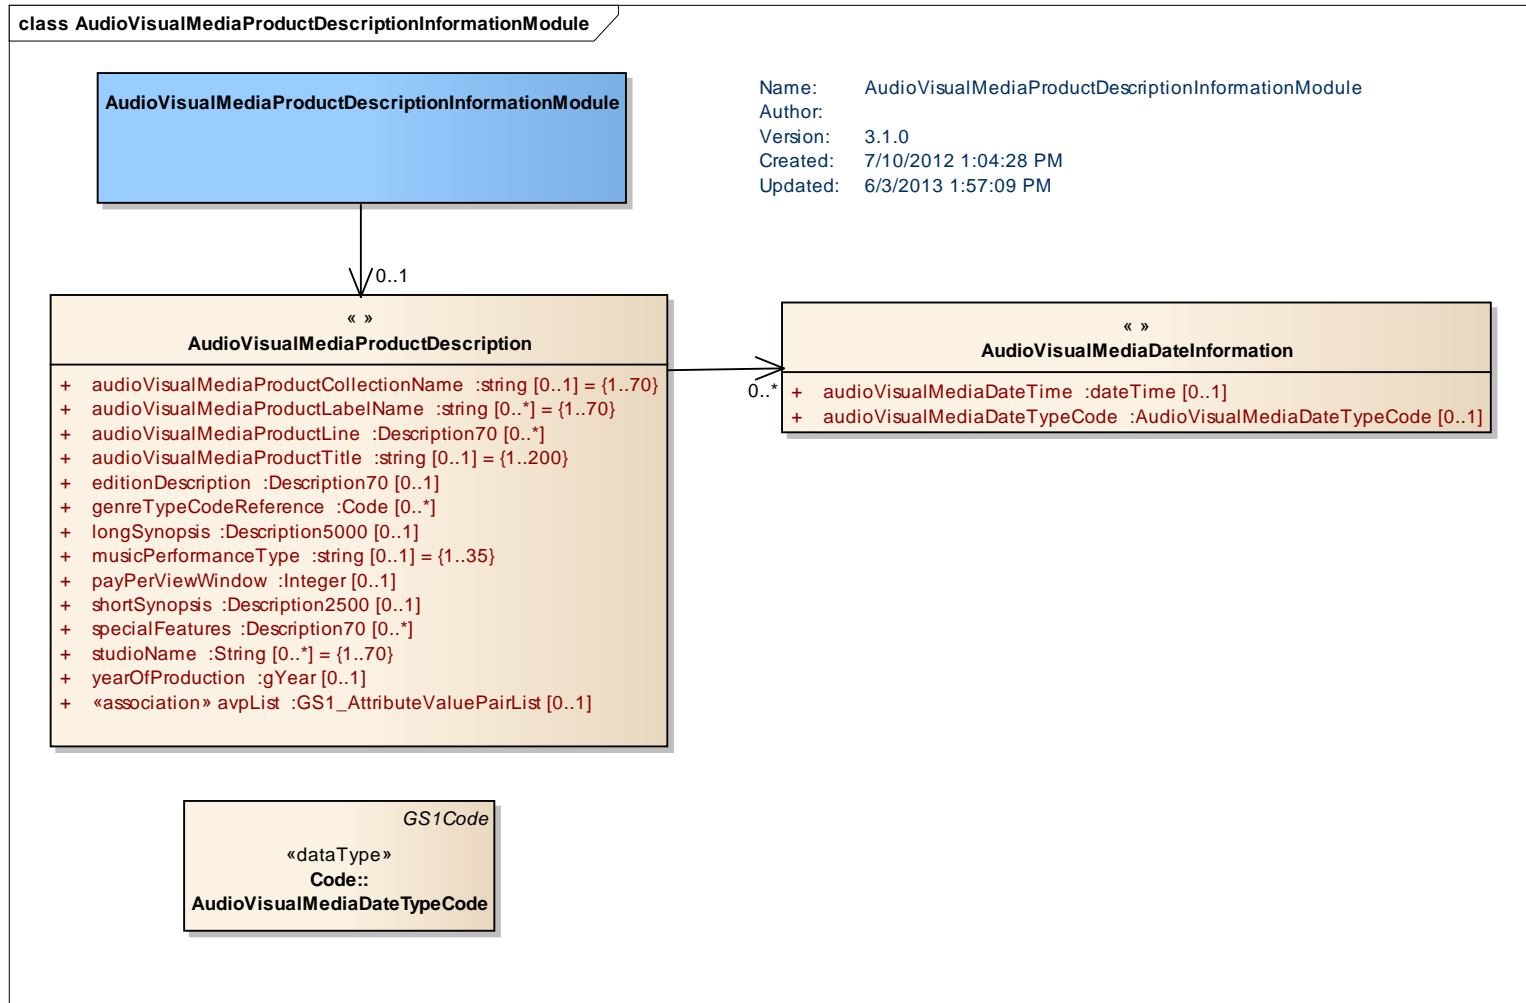 class AudioVisualMediaProductDescriptionInformationModule
AudioVisualMediaProductDescriptionInformationModule
Name: AudioVisualMediaProductDescriptionInformationModule
Author:
Version: 3.1.0
Created: 7/10/2012 1:04:28 PM
Updated: 6/3/2013 1:57:09 PM
0..1
« »
AudioVisualMediaProductDescription
+ audioVisualMediaProductCollectionName :string [0..1] = {1..70}
+ audioVisualMediaProductLabelName :string [0..*] = {1..70}
+ audioVisualMediaProductLine :Description70 [0..*]
+ audioVisualMediaProductTitle :string [0..1] = {1..200}
+ editionDescription :Description70 [0..1]
+ genreTypeCodeReference :Code [0..*]
+ longSynopsis :Description5000 [0..1]
+ musicPerformanceType :string [0..1] = {1..35}
+ payPerViewWindow :Integer [0..1]
+ shortSynopsis :Description2500 [0..1]
+ specialFeatures :Description70 [0..*]
+ studioName :String [0..*] = {1..70}
+ yearOfProduction :gYear [0..1]
+ «association» avpList :GS1_AttributeValuePairList [0..1]
0..*
« »
AudioVisualMediaDateInformation
+ audioVisualMediaDateTime :dateTime [0..1]
+ audioVisualMediaDateTypeCode :AudioVisualMediaDateTypeCode [0..1]
GS1Code
«dataType»
Code::
AudioVisualMediaDateTypeCode